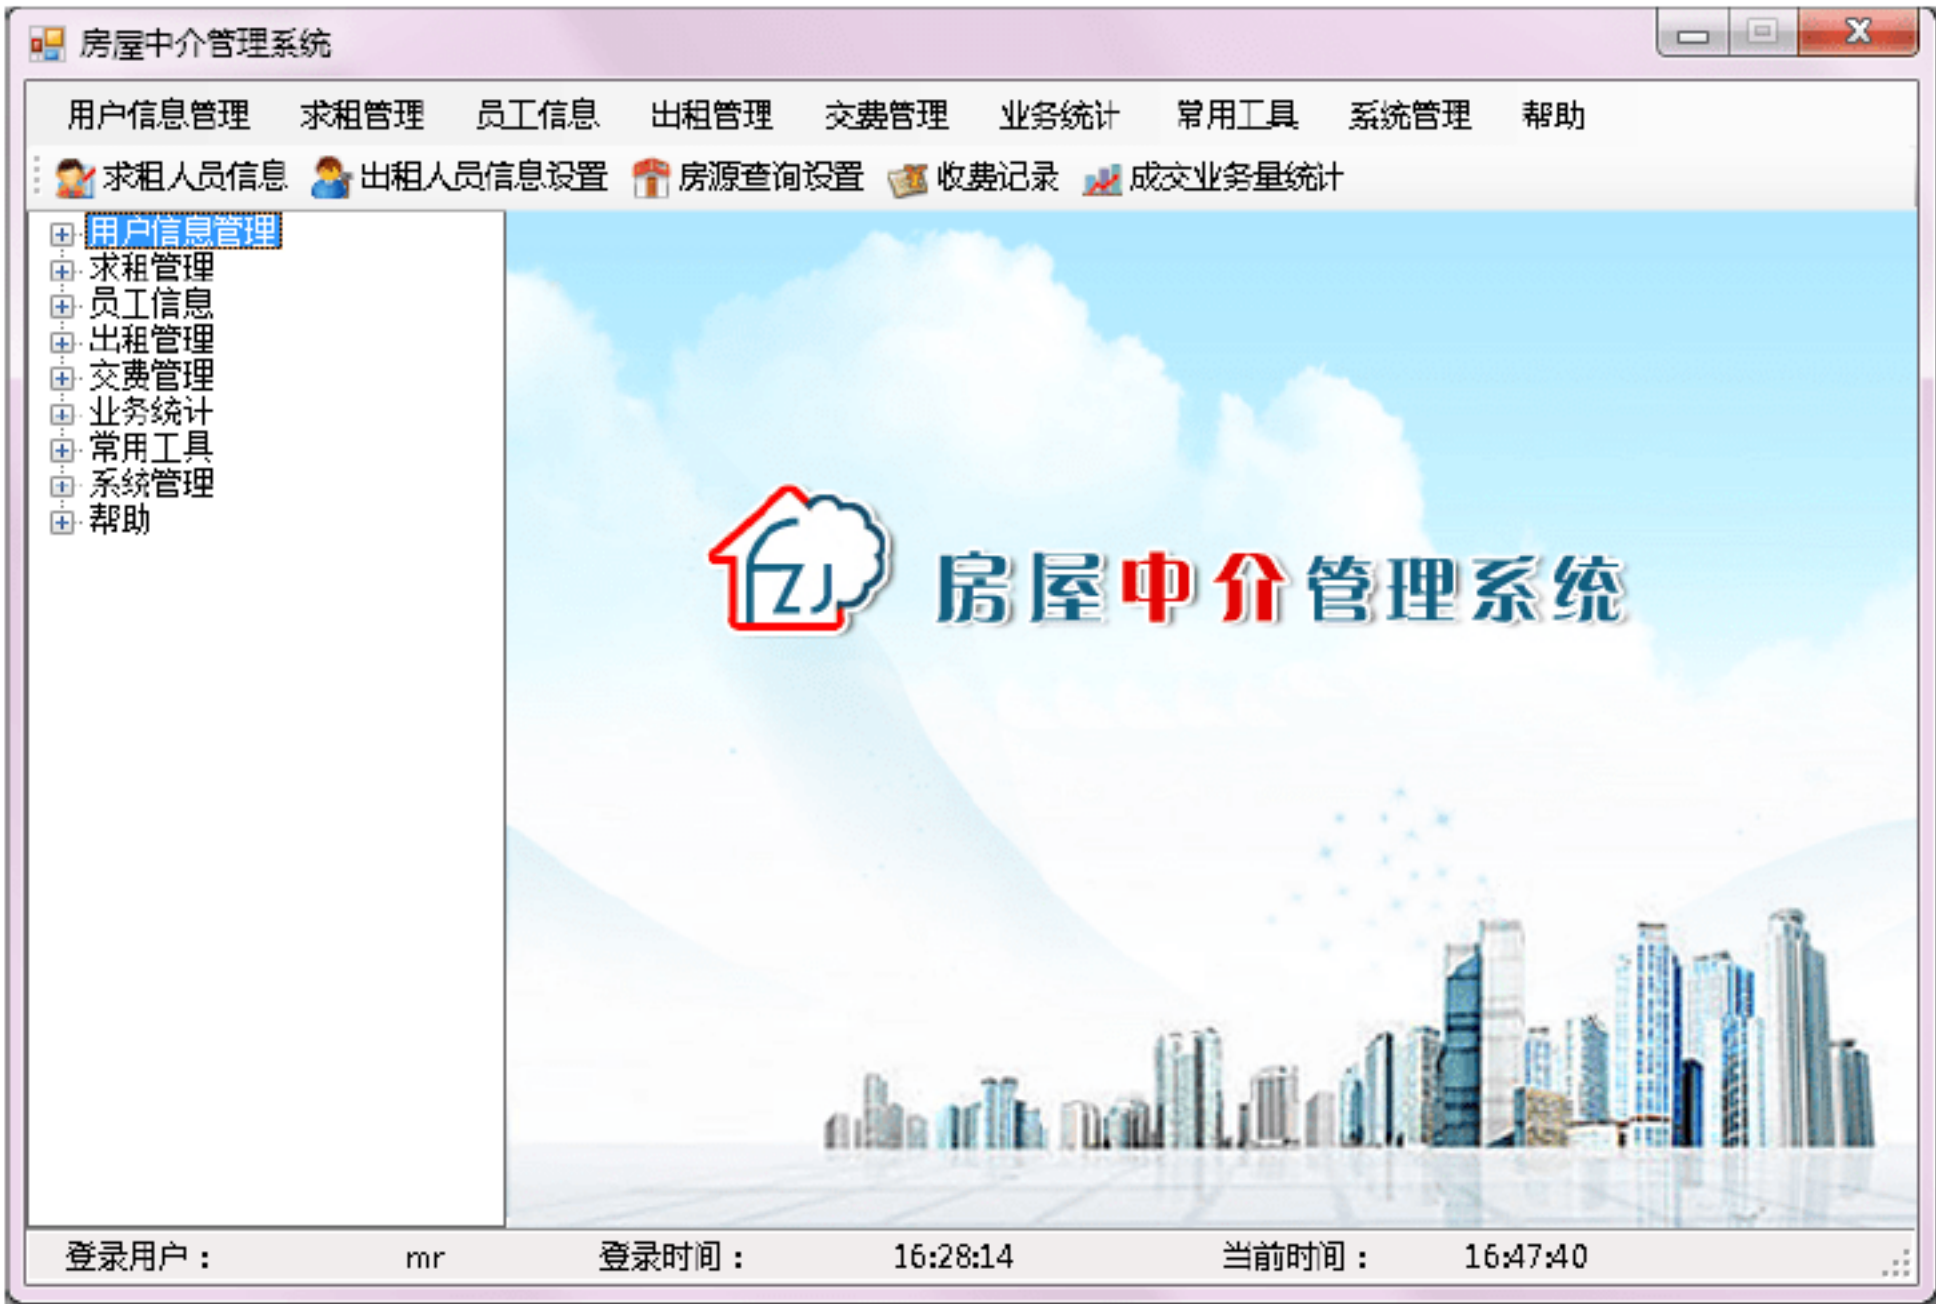 房屋中介管理系统
用户信息管理 求租管理 员工信息 出租管理 交费管理 业务统计 常用工具 系统管理 帮助
求租人员信息 出租人员信息设置 房源查询设置 收费记录 成交业务量统计
用户信息管理
求租管理
员工信息
出租管理
交费管理
业务统计
常用工具
系统管理
帮助
ZJ 房屋中介管理系统
登录用户： mr 登录时间： 16:28:14 当前时间： 16:47:40